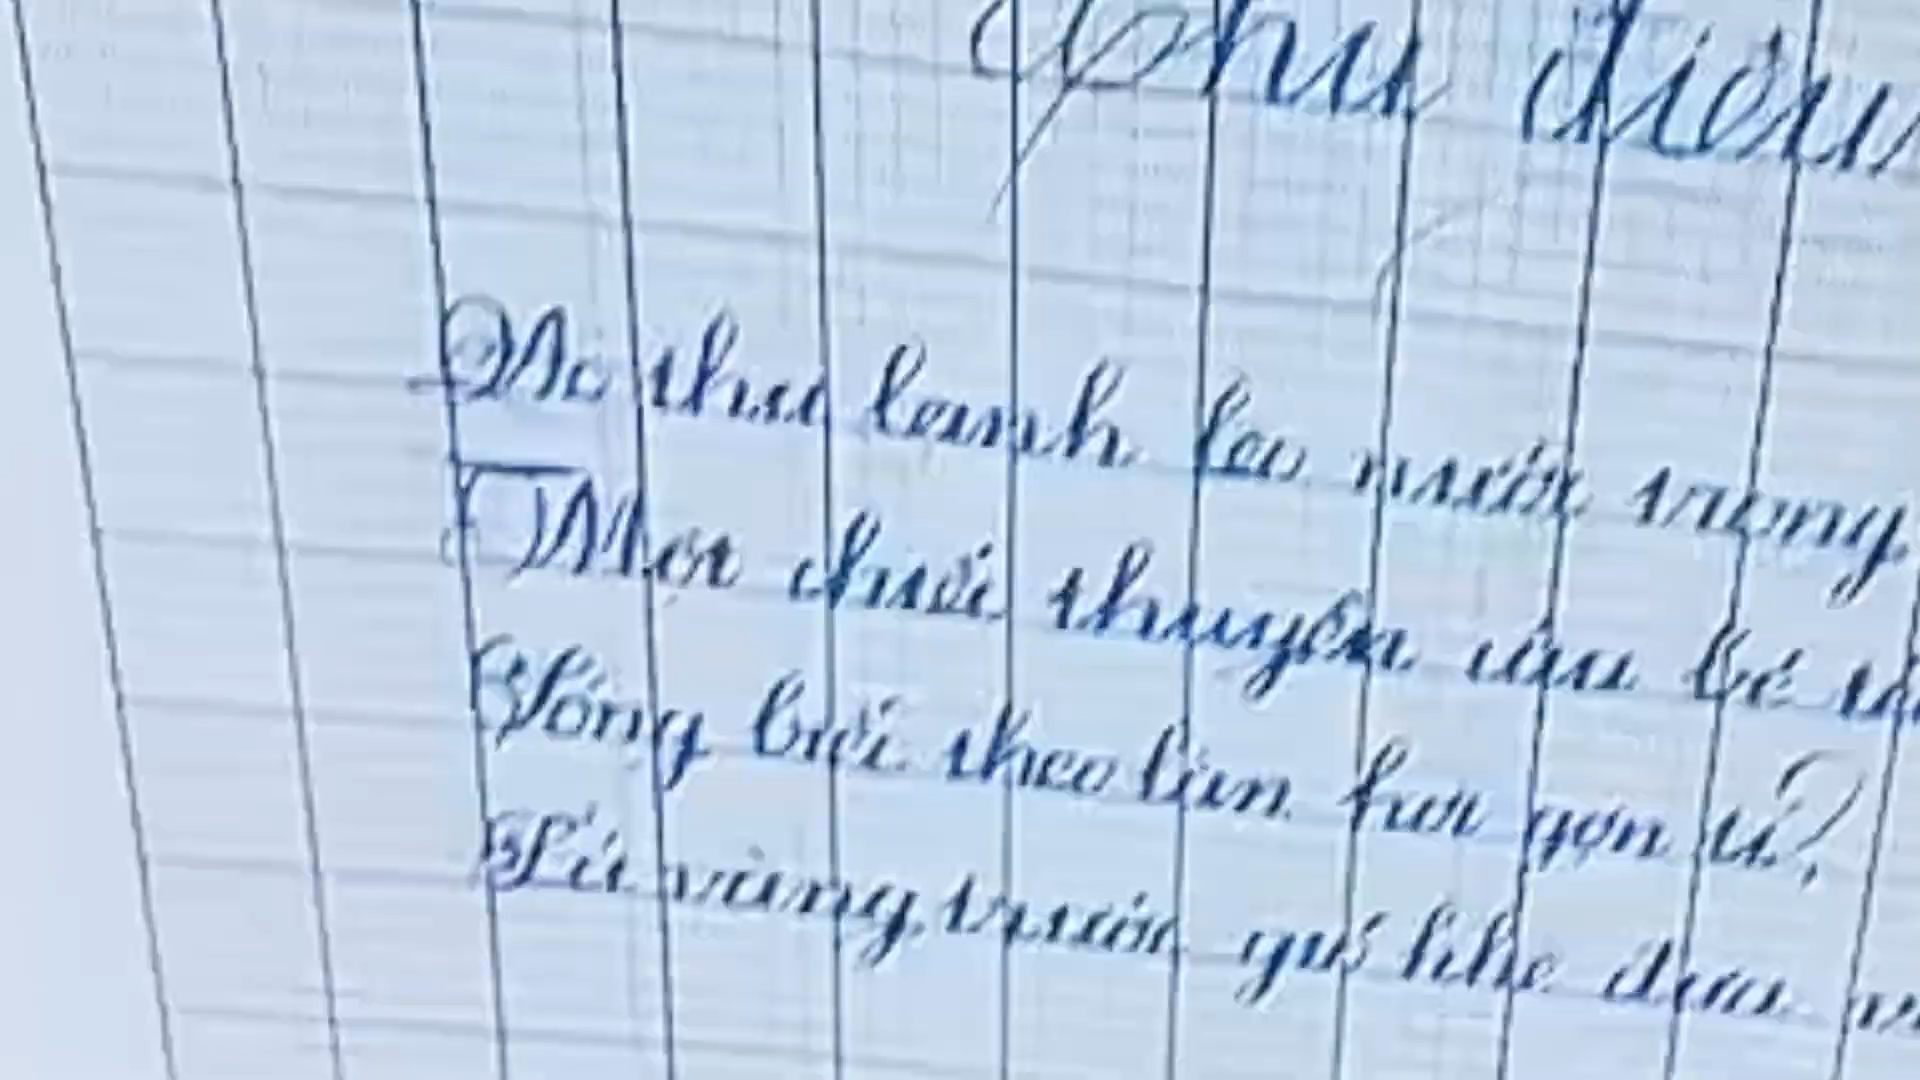 Thu điếu
Ao thu lạnh lẽo nước trong
Một chiếc thuyền câu bé
Sóng biếc theo làn hơi gợn tí,
Lá vàng trước gió khẽ đưa